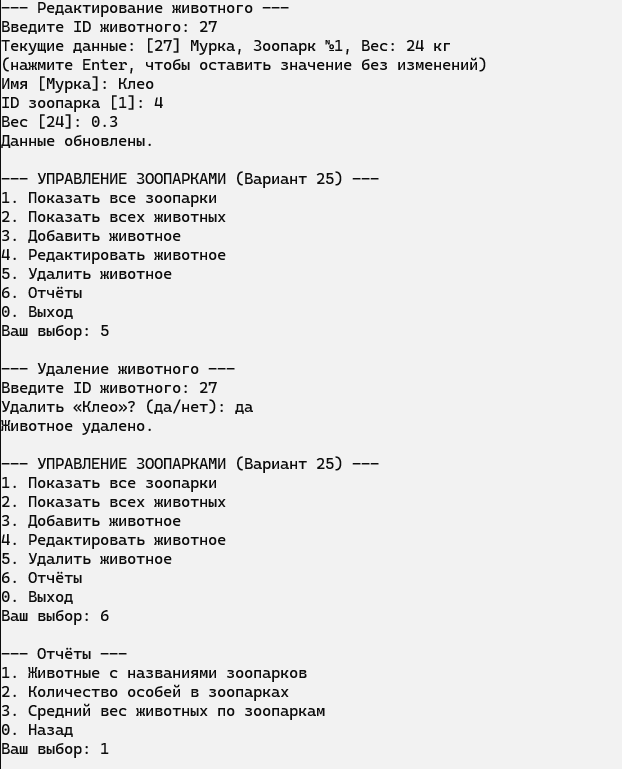 --- Редактирование животного ---
Введите ID животного: 27
Текущие данные: [27] Мурка, Зоопарк №1, Вес: 24 кг
(нажмите Enter, чтобы оставить значение без изменений)
Имя [Мурка]: Клео
ID зоопарка [1]: 4
Вес [24]: 0.3
Данные обновлены.

--- УПРАВЛЕНИЕ ЗООПАРКАМИ (Вариант 25) ---
1. Показать все зоопарки
2. Показать всех животных
3. Добавить животное
4. Редактировать животное
5. Удалить животное
6. Отчёты
0. Выход
Ваш выбор: 5

--- Удаление животного ---
Введите ID животного: 27
Удалить «Клео»? (да/нет): да
Животное удалено.

--- УПРАВЛЕНИЕ ЗООПАРКАМИ (Вариант 25) ---
1. Показать все зоопарки
2. Показать всех животных
3. Добавить животное
4. Редактировать животное
5. Удалить животное
6. Отчёты
0. Выход
Ваш выбор: 6

--- Отчёты ---
1. Животные с названиями зоопарков
2. Количество особей в зоопарках
3. Средний вес животных по зоопаркам
0. Назад
Ваш выбор: 1